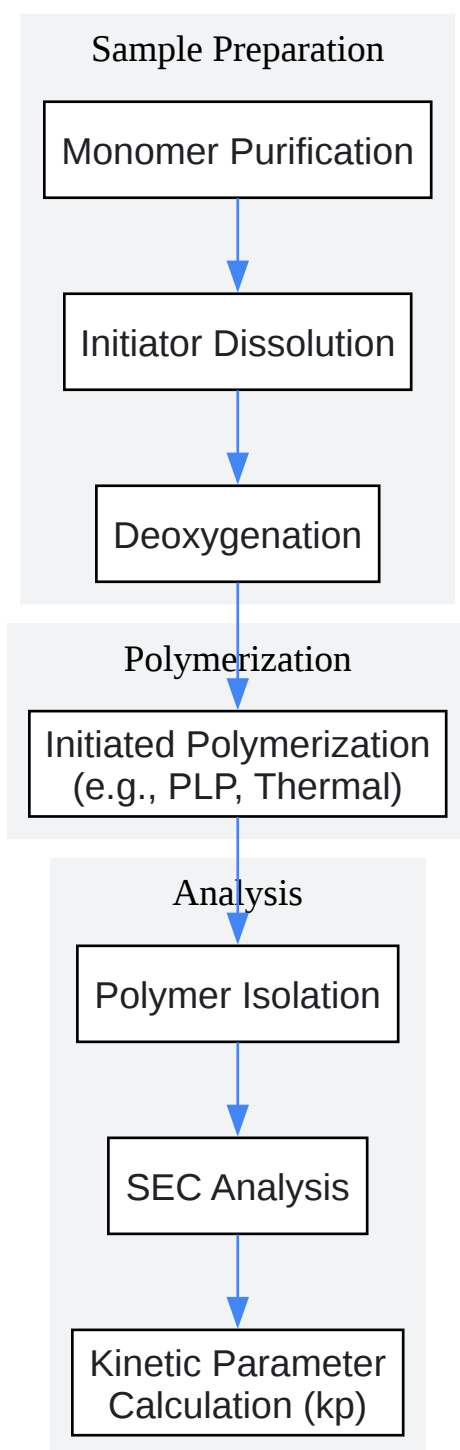 Sample Preparation
Monomer Purification
Initiator Dissolution
Deoxygenation
Polymerization
Initiated Polymerization
(e.g., PLP, Thermal)
Analysis
Polymer Isolation
SEC Analysis
Kinetic Parameter
Calculation (kp)